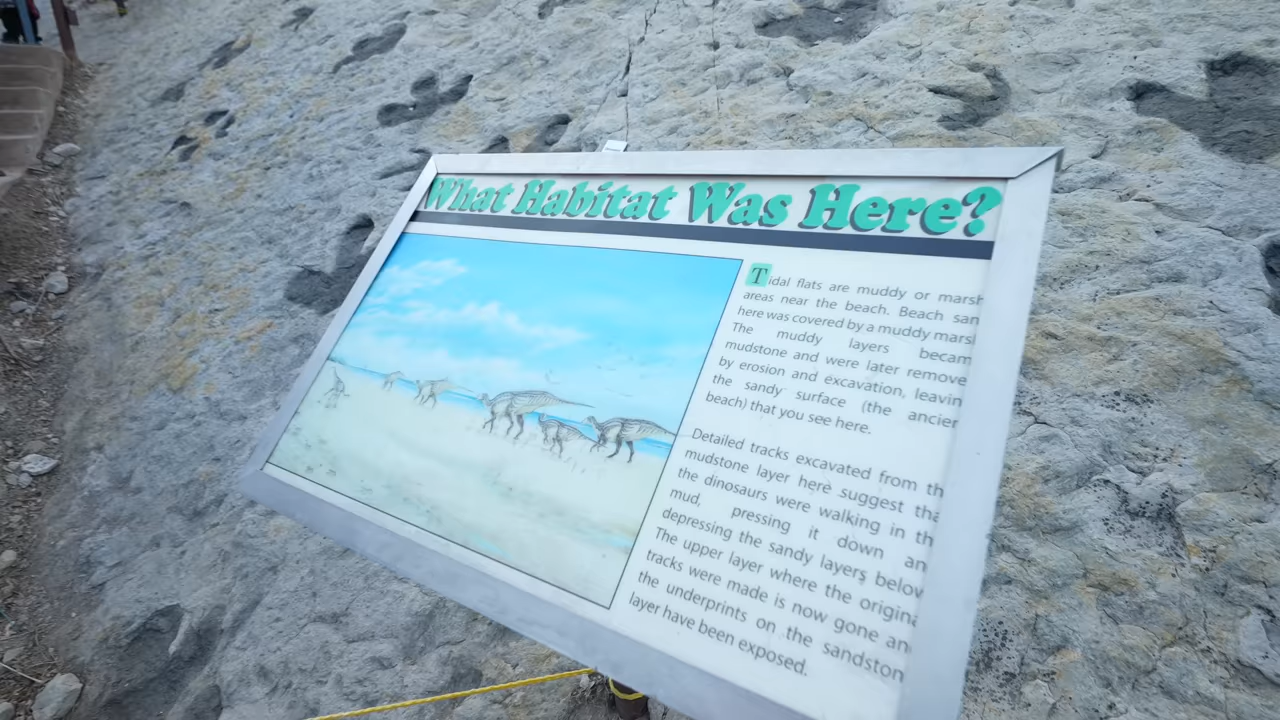 What Habitat Was Here?
Tidal flats are muddy or marsh
areas near the beach. Beach san
here was covered by a muddy mars
The muddy layers becam
mudstone and were later remove
by erosion and excavation, leavin
the sandy surface (the ancien
beach) that you see here.
Detailed tracks excavated from th
mudstone layer here suggest tha
the dinosaurs were walking in th
mud, pressing it down an
depressing the sandy layers below
The upper layer where the origina
tracks were made is now gone an
the underprints on the sandston
layer have been exposed.